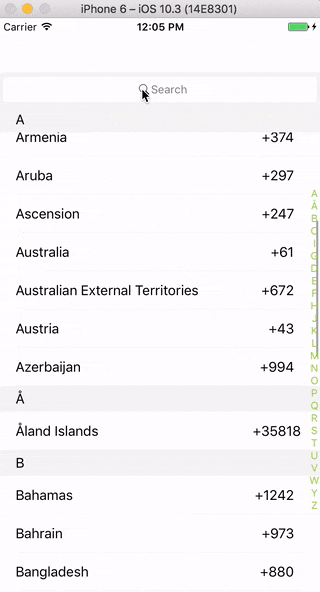 iPhone 6 – iOS 10.3 (14E8301)
Carrier 12:05 PM
Search
A
Armenia +374
Aruba +297
Ascension +247
Australia +61
Australian External Territories +672
Austria +43
Azerbaijan +994
Å
Åland Islands +35818
B
Bahamas +1242
Bahrain +973
Bangladesh +880
A
Å
B
C
I
G
D
E
F
H
J
K
L
M
N
O
P
Q
R
S
T
U
V
W
Y
Z